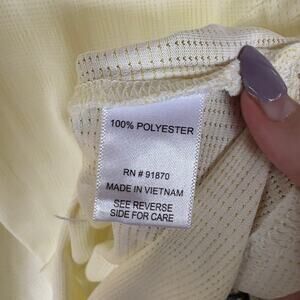 100% POLYESTER
RN # 91870
MADE IN VIETNAM
SEE REVERSE
SIDE FOR CARE